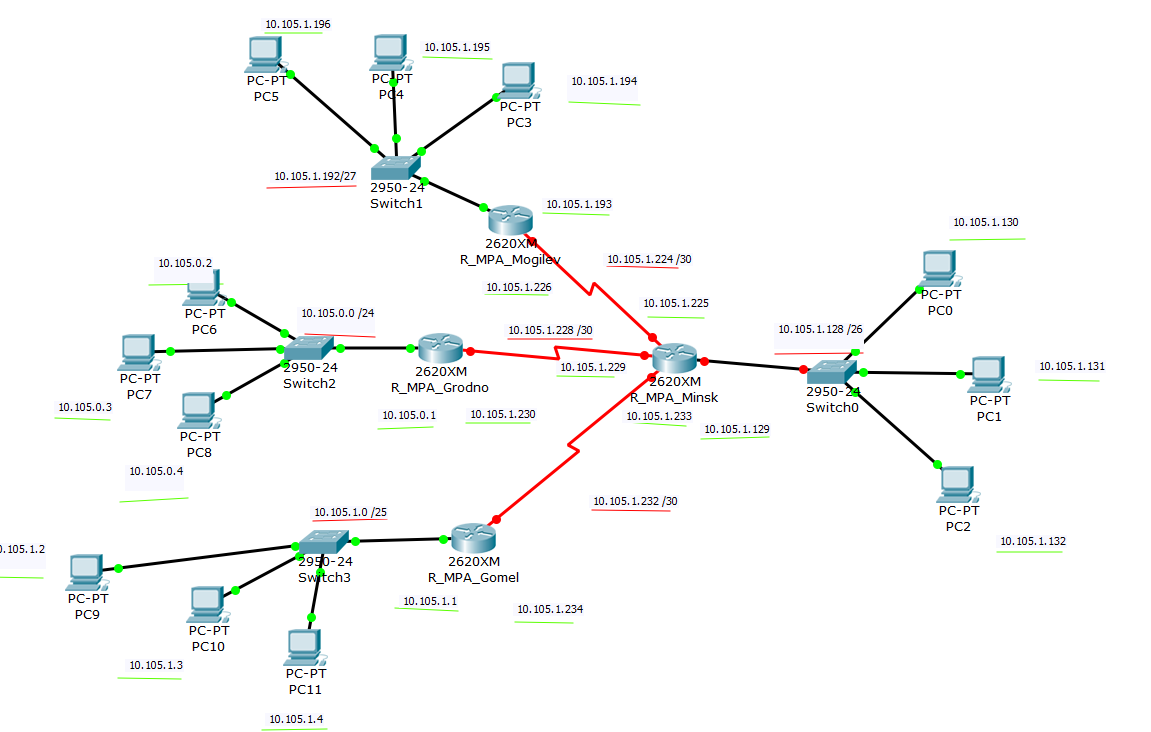 10.105.1.196
10.105.1.195
10.105.1.194
PC-PT
PC5
PC-PT
PC4
PC-PT
PC3
10.105.1.192/27
2950-24
Switch1
10.105.1.193
2620XM
R_MPA_Mogilev
10.105.1.130
PC-PT
PC0
10.105.1.224 /30
10.105.1.226
10.105.1.225
10.105.0.2
PC-PT
PC6
10.105.0.0 /24
2950-24
Switch2
10.105.1.228 /30
10.105.1.229
10.105.1.128 /26
2950-24
Switch0
10.105.1.131
PC-PT
PC1
PC-PT
PC7
2620XM
R_MPA_Grodno
2620XM
R_MPA_Minsk
10.105.0.3
PC-PT
PC8
10.105.0.1
10.105.1.230
10.105.1.233
10.105.1.129
10.105.0.4
PC-PT
PC2
10.105.1.132
10.105.1.232 /30
10.105.1.0 /25
2950-24
Switch3
2620XM
R_MPA_Gomel
0.105.1.2
PC-PT
PC9
10.105.1.1
10.105.1.234
PC-PT
PC10
10.105.1.3
PC-PT
PC11
10.105.1.4